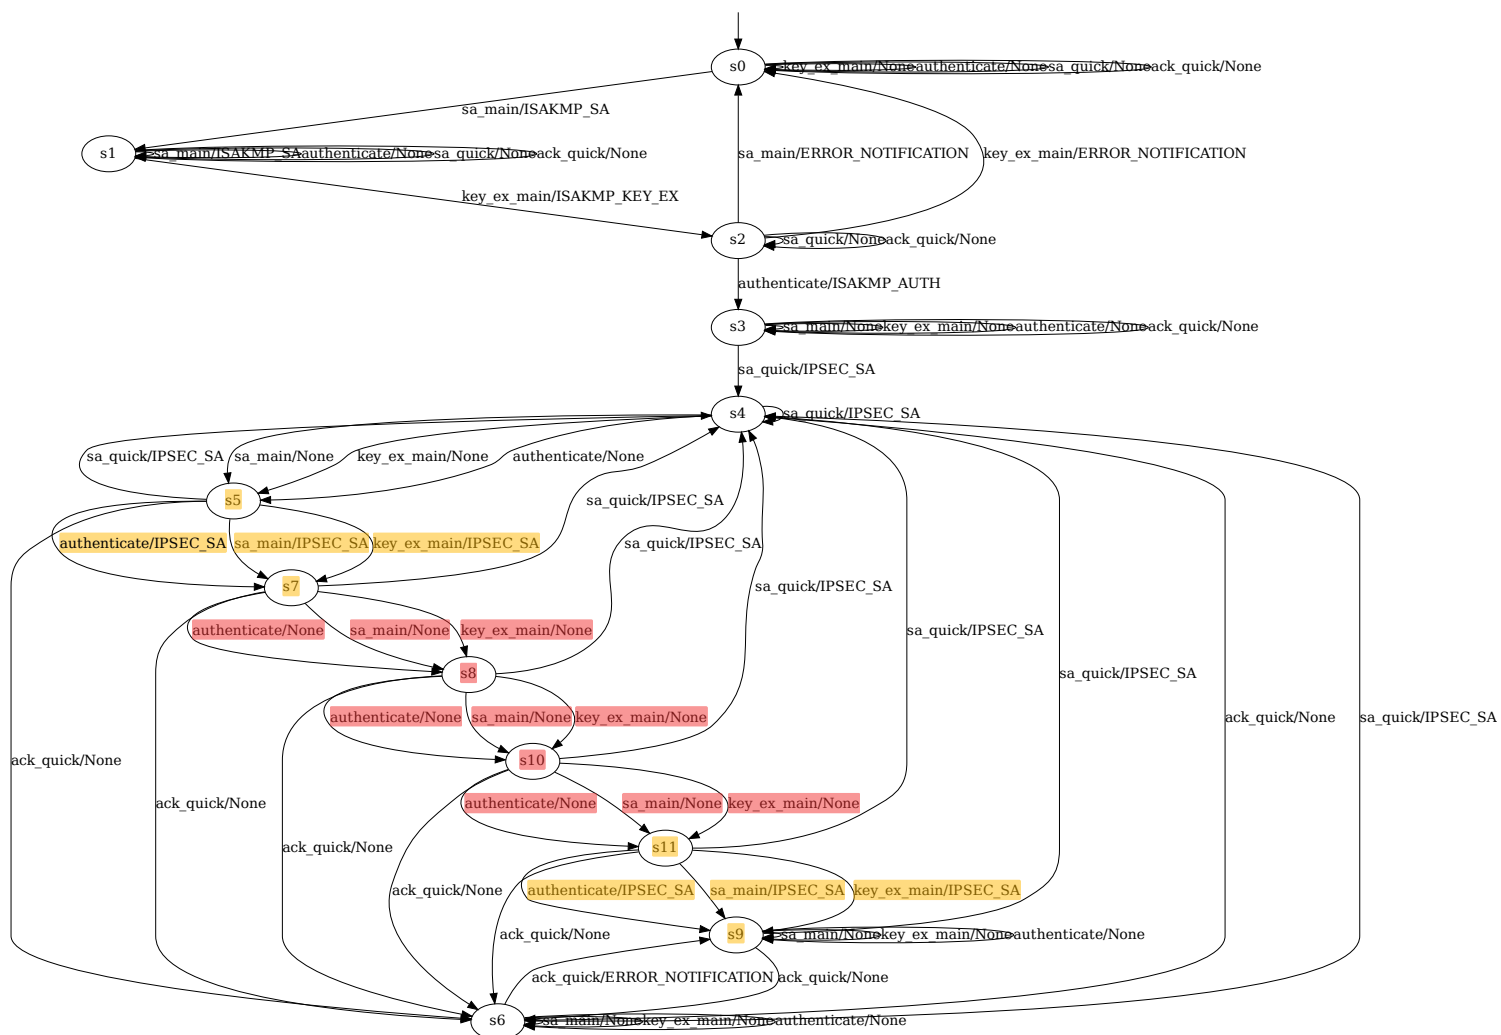 s0
key_ex_main/None authenticate/None sa_quick/None ack_quick/None
sa_main/ISAKMP_SA
s1
sa_main/ISAKMP_SA authenticate/None sa_quick/None ack_quick/None
sa_main/ERROR_NOTIFICATION
key_ex_main/ERROR_NOTIFICATION
key_ex_main/ISAKMP_KEY_EX
s2
sa_quick/None ack_quick/None
authenticate/ISAKMP_AUTH
s3
sa_main/None key_ex_main/None authenticate/None ack_quick/None
sa_quick/IPSEC_SA
s4
sa_quick/IPSEC_SA
sa_quick/IPSEC_SA
sa_main/None
key_ex_main/None
authenticate/None
s5
sa_quick/IPSEC_SA
authenticate/IPSEC_SA
sa_main/IPSEC_SA
key_ex_main/IPSEC_SA
sa_quick/IPSEC_SA
s7
sa_quick/IPSEC_SA
authenticate/None
sa_main/None
key_ex_main/None
sa_quick/IPSEC_SA
s8
sa_quick/IPSEC_SA
authenticate/None
sa_main/None
key_ex_main/None
ack_quick/None
sa_quick/IPSEC_SA
ack_quick/None
s10
ack_quick/None
authenticate/None
sa_main/None
key_ex_main/None
s11
ack_quick/None
ack_quick/None
authenticate/IPSEC_SA
sa_main/IPSEC_SA
key_ex_main/IPSEC_SA
ack_quick/None
s9
sa_main/None key_ex_main/None authenticate/None
ack_quick/ERROR_NOTIFICATION
ack_quick/None
s6
sa_main/None key_ex_main/None authenticate/None